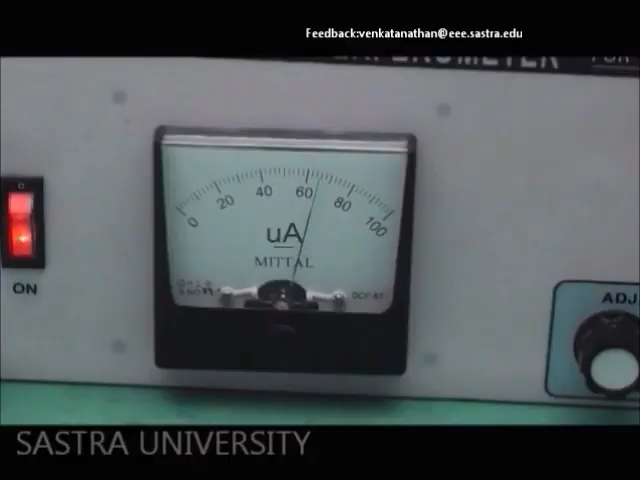 Feedback:venkatanathan@eee.sastra.edu
ON
0 20 40 60 80 100
uA
MITTAL
ADJ
SASTRA UNIVERSITY